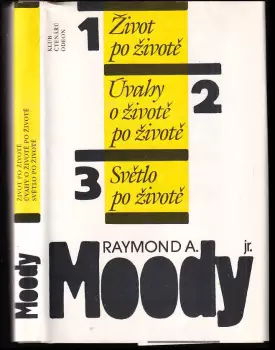 KLUB
ČTENÁŘŮ
ODEON
ŽIVOT PO ŽIVOTĚ
ÚVAHY O ŽIVOTĚ PO ŽIVOTĚ
SVĚTLO PO ŽIVOTĚ
Moody
1 Život
po životě
Úvahy 2
o životě
po životě
3 Světlo
po životě
RAYMOND A. jr.
Moody